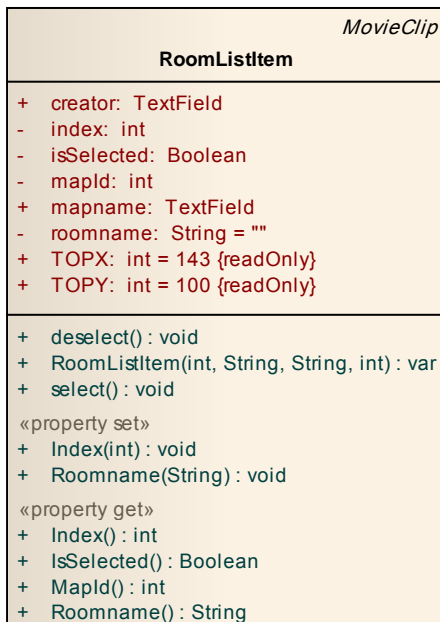 MovieClip
RoomListItem
+ creator: TextField
- index: int
- isSelected: Boolean
- mapId: int
+ mapname: TextField
- roomname: String = ""
+ TOPX: int = 143 {readOnly}
+ TOPY: int = 100 {readOnly}
+ deselect() : void
+ RoomListItem(int, String, String, int) : var
+ select() : void
«property set»
+ Index(int) : void
+ Roomname(String) : void
«property get»
+ Index() : int
+ IsSelected() : Boolean
+ MapId() : int
+ Roomname() : String